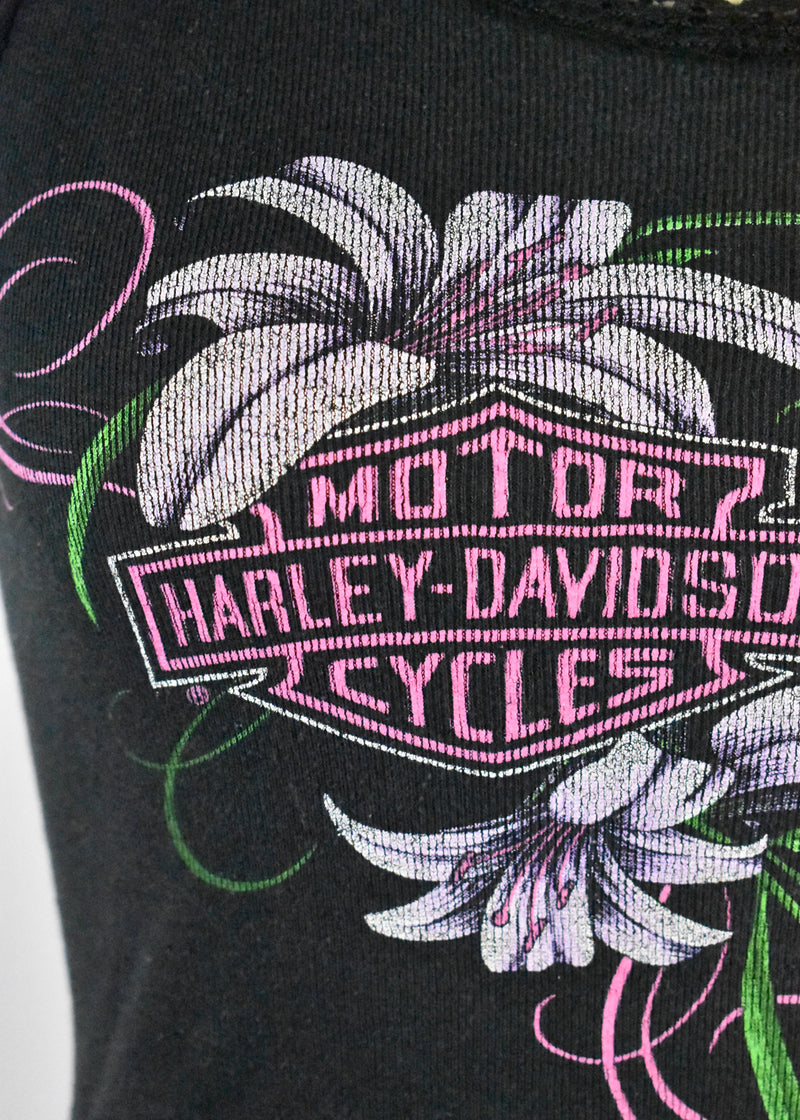 MOTOR
HARLEY-DAVIDSO
CYCLES
®